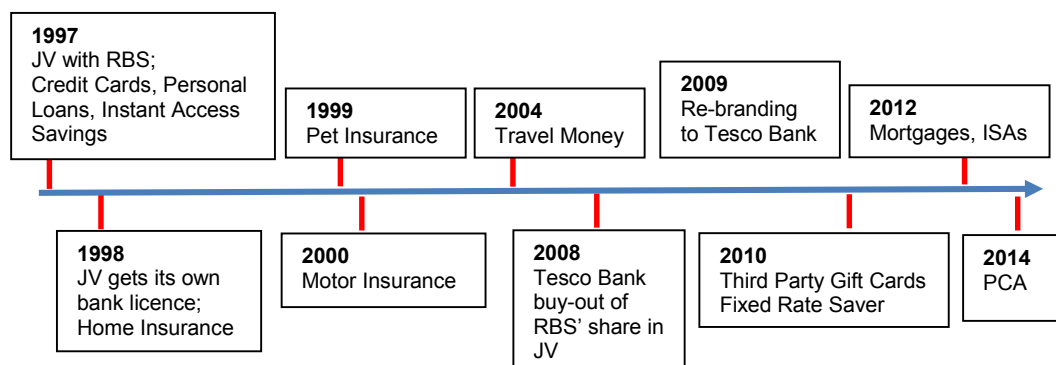 1997
JV with RBS;
Credit Cards, Personal
Loans, Instant Access
Savings
1999
Pet Insurance
2004
Travel Money
2009
Re-branding
to Tesco Bank
2012
Mortgages, ISAs
1998
JV gets its own
bank licence;
Home Insurance
2000
Motor Insurance
2008
Tesco Bank
buy-out of
RBS’ share in
JV
2010
Third Party Gift Cards
Fixed Rate Saver
2014
PCA